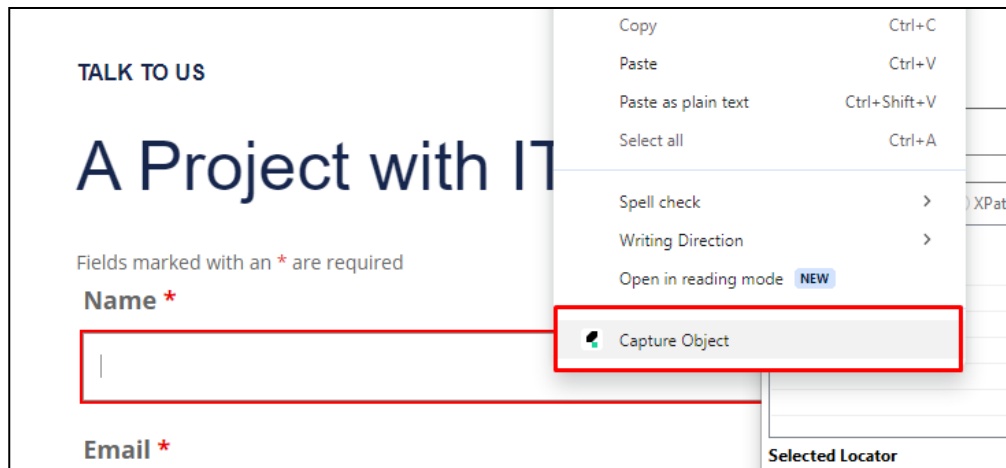 TALK TO US
A Project with IT
Fields marked with an * are required
Name *
Email *
Copy Ctrl+C
Paste Ctrl+V
Paste as plain text Ctrl+Shift+V
Select all Ctrl+A
Spell check
Writing Direction
Open in reading mode NEW
Capture Object
XPat
Selected Locator